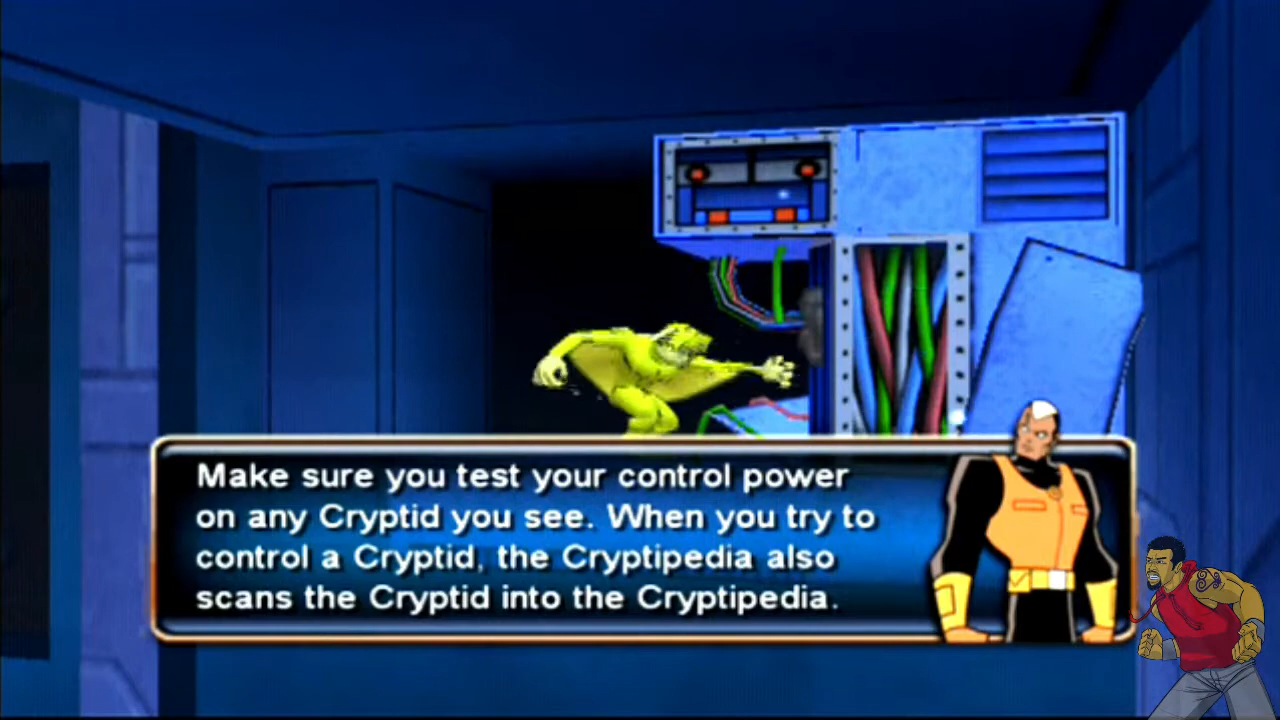 Make sure you test your control power
on any Cryptid you see. When you try to
control a Cryptid, the Cryptipedia also
scans the Cryptid into the Cryptipedia.